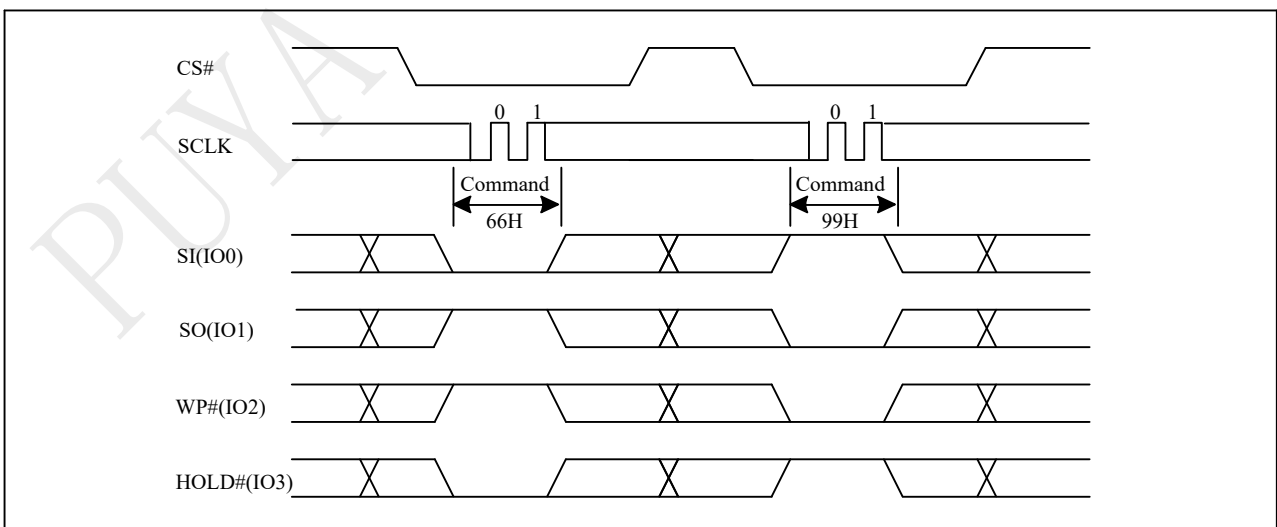 PUYA
CS#
0 1 0 1
SCLK
Command Command
66H 99H
SI(IO0)
SO(IO1)
WP#(IO2)
HOLD#(IO3)